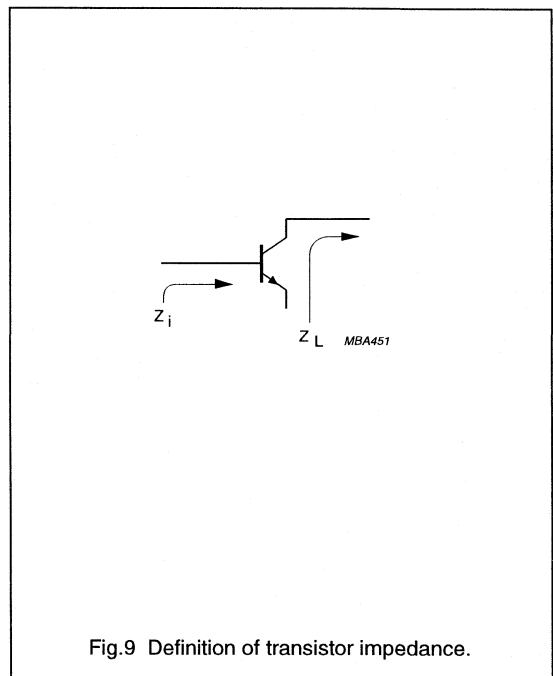 Z i
Z L
MBA451
Fig.9 Definition of transistor impedance.